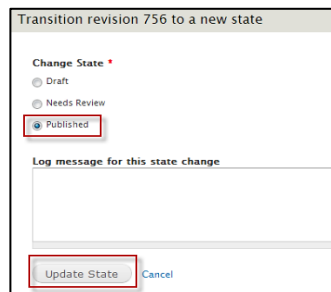 Transition revision 756 to a new state
Change State *
Draft
Needs Review
Published
Log message for this state change
Update State Cancel